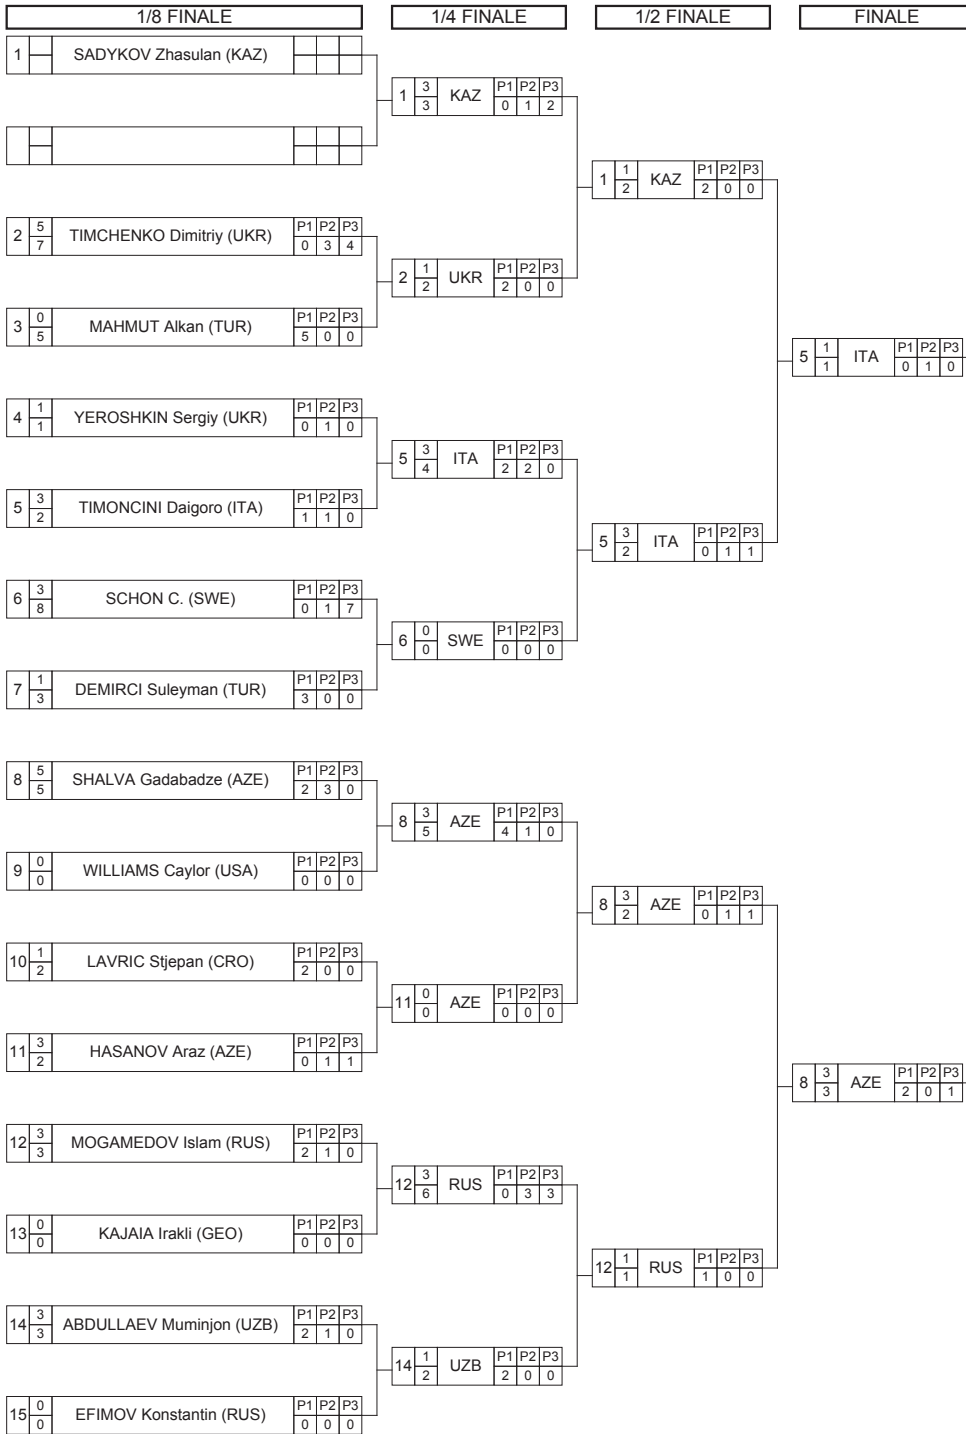 1/8 FINALE
1/4 FINALE
1/2 FINALE
FINALE
1 SADYKOV Zhasulan (KAZ)
2 5 7 TIMCHENKO Dimitriy (UKR) P1 P2 P3 0 3 4
3 0 5 MAHMUT Alkan (TUR) P1 P2 P3 5 0 0
4 1 1 YEROSHKIN Sergiy (UKR) P1 P2 P3 0 1 0
5 3 2 TIMONCINI Daigoro (ITA) P1 P2 P3 1 1 0
6 3 8 SCHON C. (SWE) P1 P2 P3 0 1 7
7 1 3 DEMIRCI Suleyman (TUR) P1 P2 P3 3 0 0
8 5 5 SHALVA Gadabadze (AZE) P1 P2 P3 2 3 0
9 0 0 WILLIAMS Caylor (USA) P1 P2 P3 0 0 0
10 1 2 LAVRIC Stjepan (CRO) P1 P2 P3 2 0 0
11 3 2 HASANOV Araz (AZE) P1 P2 P3 0 1 1
12 3 3 MOGAMEDOV Islam (RUS) P1 P2 P3 2 1 0
13 0 0 KAJAIA Irakli (GEO) P1 P2 P3 0 0 0
14 3 3 ABDULLAEV Muminjon (UZB) P1 P2 P3 2 1 0
15 0 0 EFIMOV Konstantin (RUS) P1 P2 P3 0 0 0
1 3 3 KAZ P1 P2 P3 0 1 2
2 1 2 UKR P1 P2 P3 2 0 0
5 3 4 ITA P1 P2 P3 2 2 0
6 0 0 SWE P1 P2 P3 0 0 0
8 3 5 AZE P1 P2 P3 4 1 0
11 0 0 AZE P1 P2 P3 0 0 0
12 3 6 RUS P1 P2 P3 0 3 3
14 1 2 UZB P1 P2 P3 2 0 0
1 1 2 KAZ P1 P2 P3 2 0 0
5 3 2 ITA P1 P2 P3 0 1 1
8 3 2 AZE P1 P2 P3 0 1 1
12 1 1 RUS P1 P2 P3 1 0 0
5 1 1 ITA P1 P2 P3 0 1 0
8 3 3 AZE P1 P2 P3 2 0 1